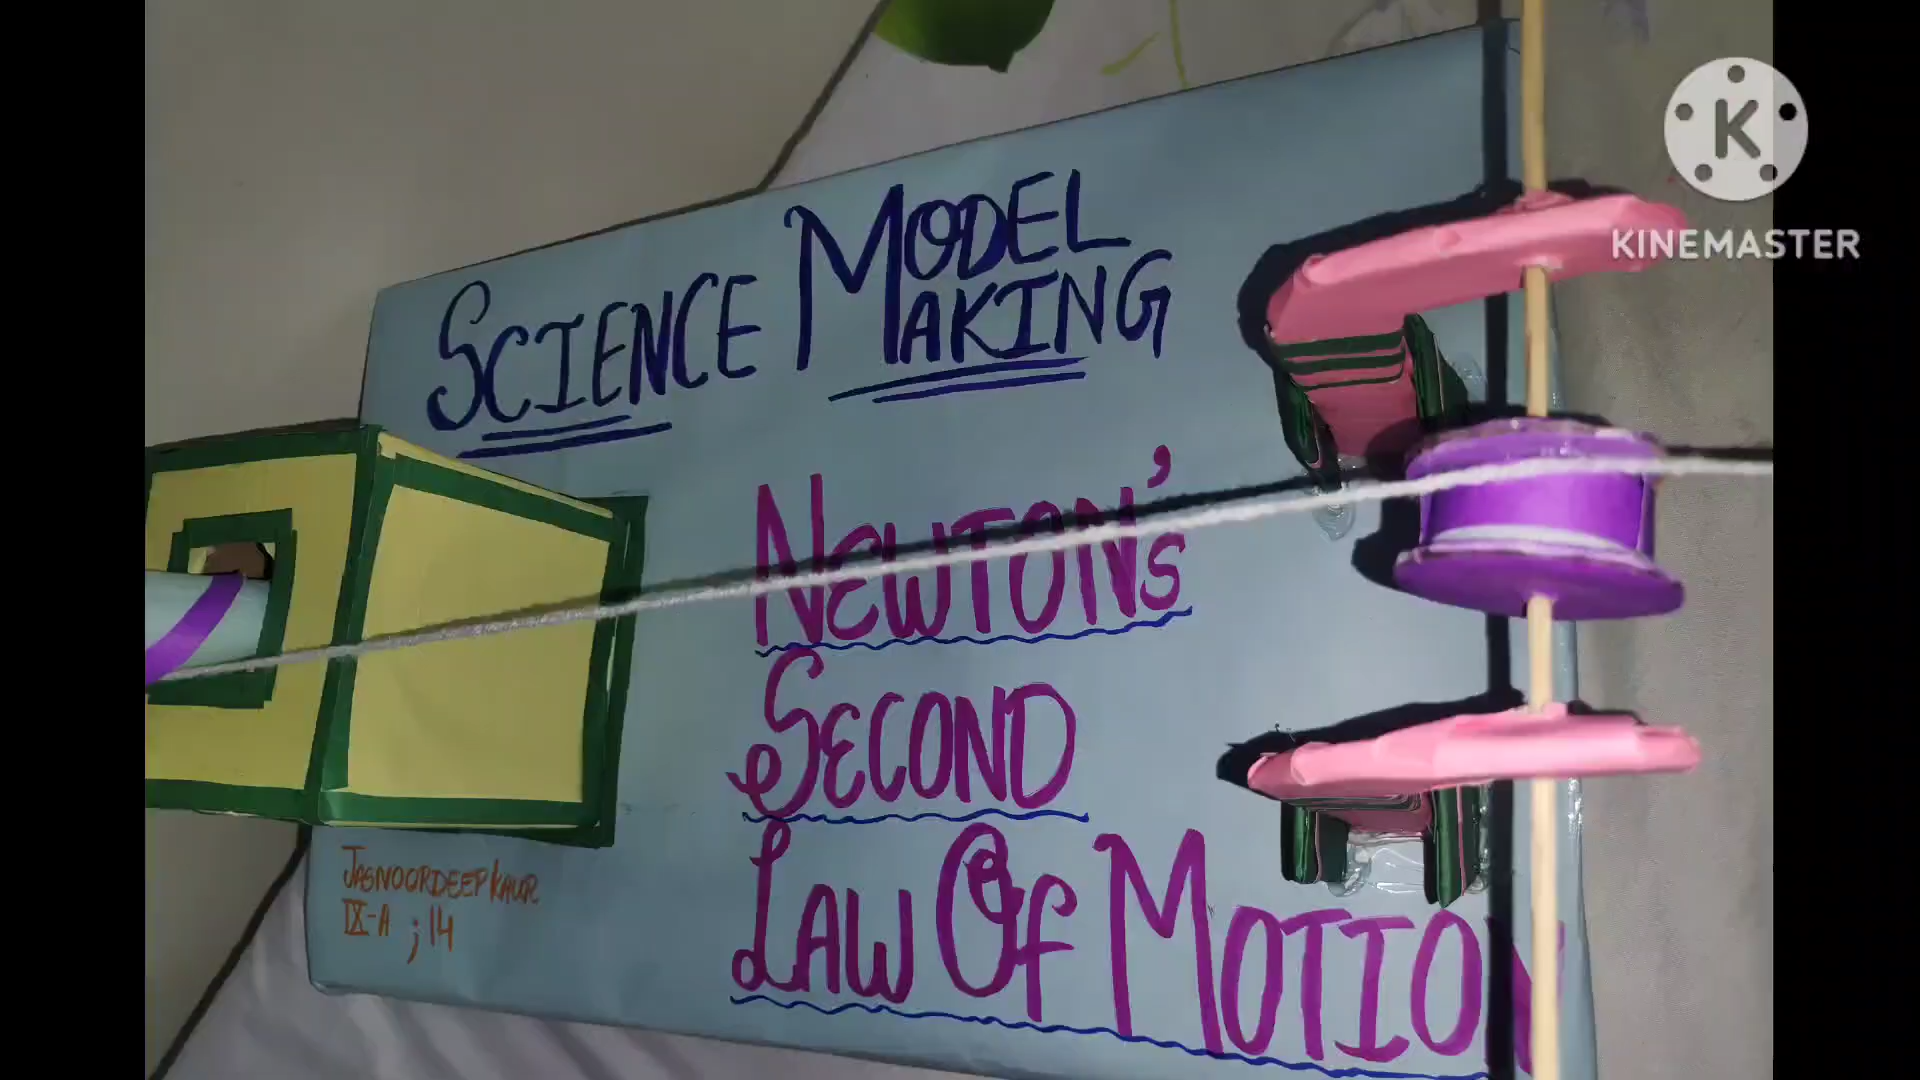 SCIENCE MODEL
MAKING
NEWTON'S
SECOND
LAW OF MOTION
JASNOORDEEP KAUR
IX-A ; 14
K
KINEMASTER